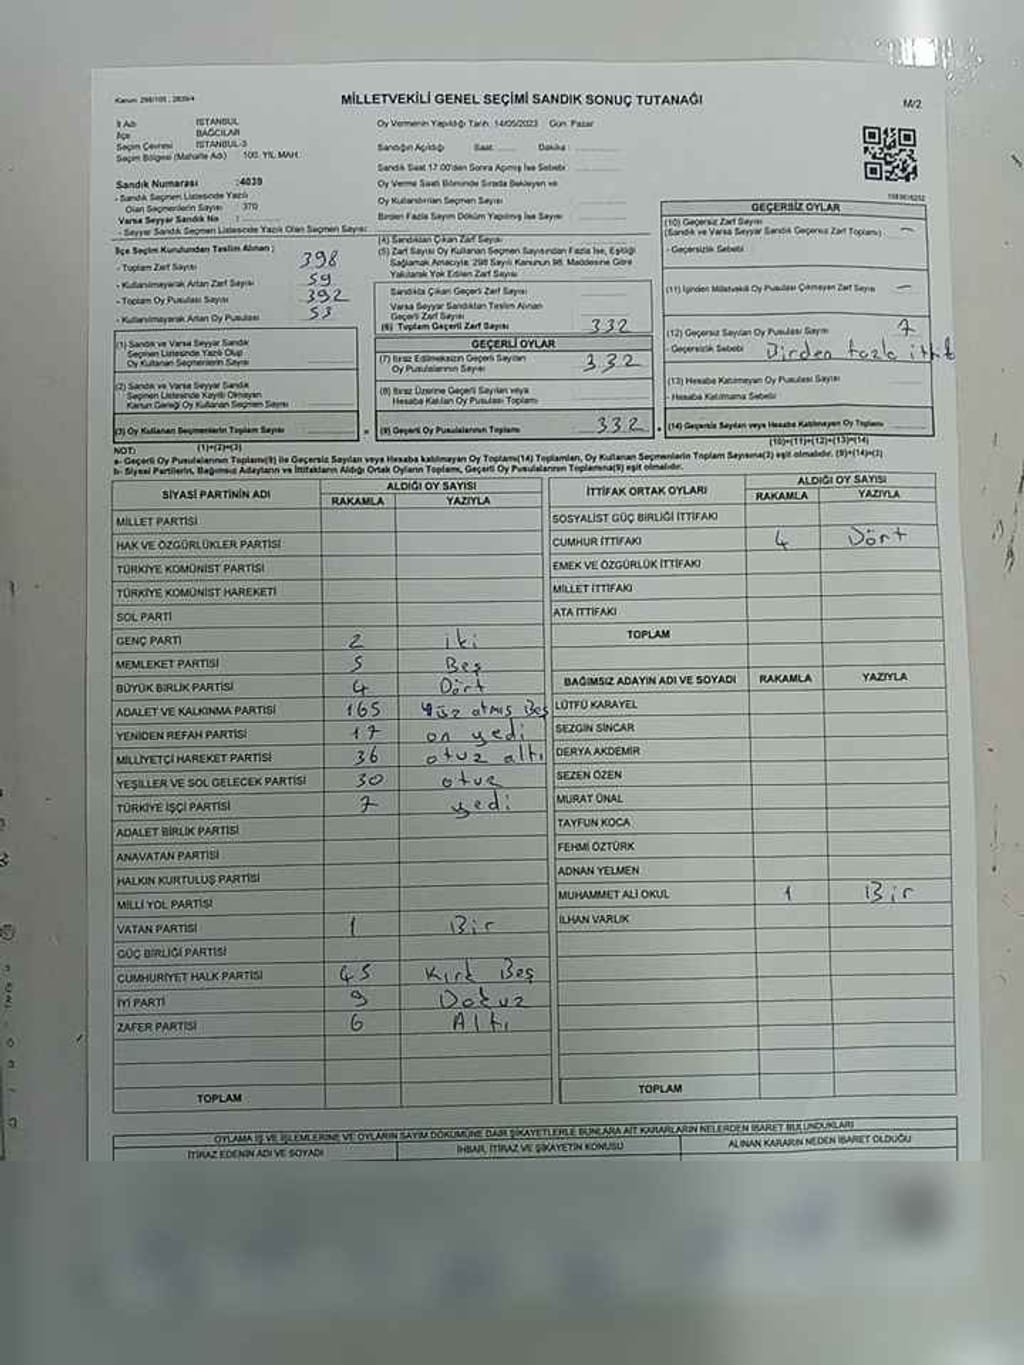 Kanun: 298/105, 2839/4
MİLLETVEKİLİ GENEL SEÇİMİ SANDIK SONUÇ TUTANAĞI
M/2
İl Adı İSTANBUL
İlçe BAĞCILAR
Seçim Çevresi İSTANBUL-3
Seçim Bölgesi (Mahalle Adı) 100. YIL MAH.
Sandık Numarası :4039
- Sandık Seçmen Listesinde Yazılı
Olan Seçmenlerin Sayısı 370
Varsa Seyyar Sandık No :
- Seyyar Sandık Seçmen Listesinde Yazılı Olan Seçmen Sayısı:
Oy Vermenin Yapıldığı Tarih: 14/05/2023 Gün: Pazar
Sandığın Açıldığı Saat: Dakika:
Sandık Saat 17.00'den Sonra Açılmış İse Sebebi
Oy Verme Saati Bitiminde Sırada Bekleyen ve
Oy Kullandırılan Seçmen Sayısı
Birden Fazla Sayım Döküm Yapılmış İse Sayısı
İlçe Seçim Kurulundan Teslim Alınan ;
- Toplam Zarf Sayısı 398
- Kullanılmayarak Artan Zarf Sayısı 59
- Toplam Oy Pusulası Sayısı 392
- Kullanılmayarak Artan Oy Pusulası 53
(1) Sandık ve Varsa Seyyar Sandık
Seçmen Listesinde Yazılı Olup
Oy Kullanan Seçmenlerin Sayısı
(2) Sandık ve Varsa Seyyar Sandık
Seçmen Listesinde Kayıtlı Olmayan
Kanun Gereği Oy Kullanan Seçmen Sayısı
(3) Oy Kullanan Seçmenlerin Toplam Sayısı
(1)+(2)=(3)
(4) Sandıktan Çıkan Zarf Sayısı
(5) Zarf Sayısı Oy Kullanan Seçmen Sayısından Fazla İse, Eşitliği
Sağlamak Amacıyla; 298 Sayılı Kanunun 98. Maddesine Göre
Yakılarak Yok Edilen Zarf Sayısı
Sandıkta Çıkan Geçerli Zarf Sayısı
Varsa Seyyar Sandıktan Teslim Alınan
Geçerli Zarf Sayısı
(6) Toplam Geçerli Zarf Sayısı 332
GEÇERLİ OYLAR
(7) İtiraz Edilmeksizin Geçerli Sayılan
Oy Pusulalarının Sayısı 332
(8) İtiraz Üzerine Geçerli Sayılan veya
Hesaba Katılan Oy Pusulası Toplamı
(9) Geçerli Oy Pusulalarının Toplamı 332
GEÇERSİZ OYLAR
(10) Geçersiz Zarf Sayısı
(Sandık ve Varsa Seyyar Sandık Geçersiz Zarf Toplamı) —
- Geçersizlik Sebebi
(11) İçinden Milletvekili Oy Pusulası Çıkmayan Zarf Sayısı —
(12) Geçersiz Sayılan Oy Pusulası Sayısı 7
- Geçersizlik Sebebi Birden fazla ittifak
(13) Hesaba Katılmayan Oy Pusulası Sayısı
- Hesaba Katılmama Sebebi
(14) Geçersiz Sayılan veya Hesaba Katılmayan Oy Toplamı
(10)+(11)+(12)+(13)=(14)
NOT:
a- Geçerli Oy Pusulalarının Toplamı(9) ile Geçersiz Sayılan veya Hesaba katılmayan Oy Toplamı(14) Toplamları, Oy Kullanan Seçmenlerin Toplam Sayısına(3) eşit olmalıdır. (9)+(14)=(3)
b- Siyasi Partilerin, Bağımsız Adayların ve İttifakların Aldığı Ortak Oyların Toplamı, Geçerli Oy Pusulalarının Toplamına(9) eşit olmalıdır.
SİYASİ PARTİNİN ADI ALDIĞI OY SAYISI
RAKAMLA YAZIYLA
MİLLET PARTİSİ
HAK VE ÖZGÜRLÜKLER PARTİSİ
TÜRKİYE KOMÜNİST PARTİSİ
TÜRKİYE KOMÜNİST HAREKETİ
SOL PARTİ
GENÇ PARTİ 2 iki
MEMLEKET PARTİSİ 5 Beş
BÜYÜK BİRLİK PARTİSİ 4 Dört
ADALET VE KALKINMA PARTİSİ 165 Yüz atmış Beş
YENİDEN REFAH PARTİSİ 17 on yedi
MİLLİYETÇİ HAREKET PARTİSİ 36 otuz altı
YEŞİLLER VE SOL GELECEK PARTİSİ 30 otuz
TÜRKİYE İŞÇİ PARTİSİ 7 yedi
ADALET BİRLİK PARTİSİ
ANAVATAN PARTİSİ
HALKIN KURTULUŞ PARTİSİ
MİLLİ YOL PARTİSİ
VATAN PARTİSİ 1 Bir
GÜÇ BİRLİĞİ PARTİSİ
CUMHURİYET HALK PARTİSİ 45 Kırk Beş
İYİ PARTİ 9 Dokuz
ZAFER PARTİSİ 6 Altı
TOPLAM
İTTİFAK ORTAK OYLARI ALDIĞI OY SAYISI
RAKAMLA YAZIYLA
SOSYALİST GÜÇ BİRLİĞİ İTTİFAKI
CUMHUR İTTİFAKI 4 Dört
EMEK VE ÖZGÜRLÜK İTTİFAKI
MİLLET İTTİFAKI
ATA İTTİFAKI
TOPLAM
BAĞIMSIZ ADAYIN ADI VE SOYADI RAKAMLA YAZIYLA
LÜTFÜ KARAYEL
SEZGİN SİNCAR
DERYA AKDEMİR
SEZEN ÖZEN
MURAT ÜNAL
TAYFUN KOCA
FEHMİ ÖZTÜRK
ADNAN YELMEN
MUHAMMET ALİ OKUL 1 Bir
İLHAN VARLIK
TOPLAM
OYLAMA İŞ VE İŞLEMLERİNE VE OYLARIN SAYIM DÖKÜMÜNE DAİR ŞİKAYETLERLE BUNLARA AİT KARARLARIN NELERDEN İBARET BULUNDUKLARI
İTİRAZ EDENİN ADI VE SOYADI İHBAR, İTİRAZ VE ŞİKAYETİN KONUSU ALINAN KARARIN NEDEN İBARET OLDUĞU